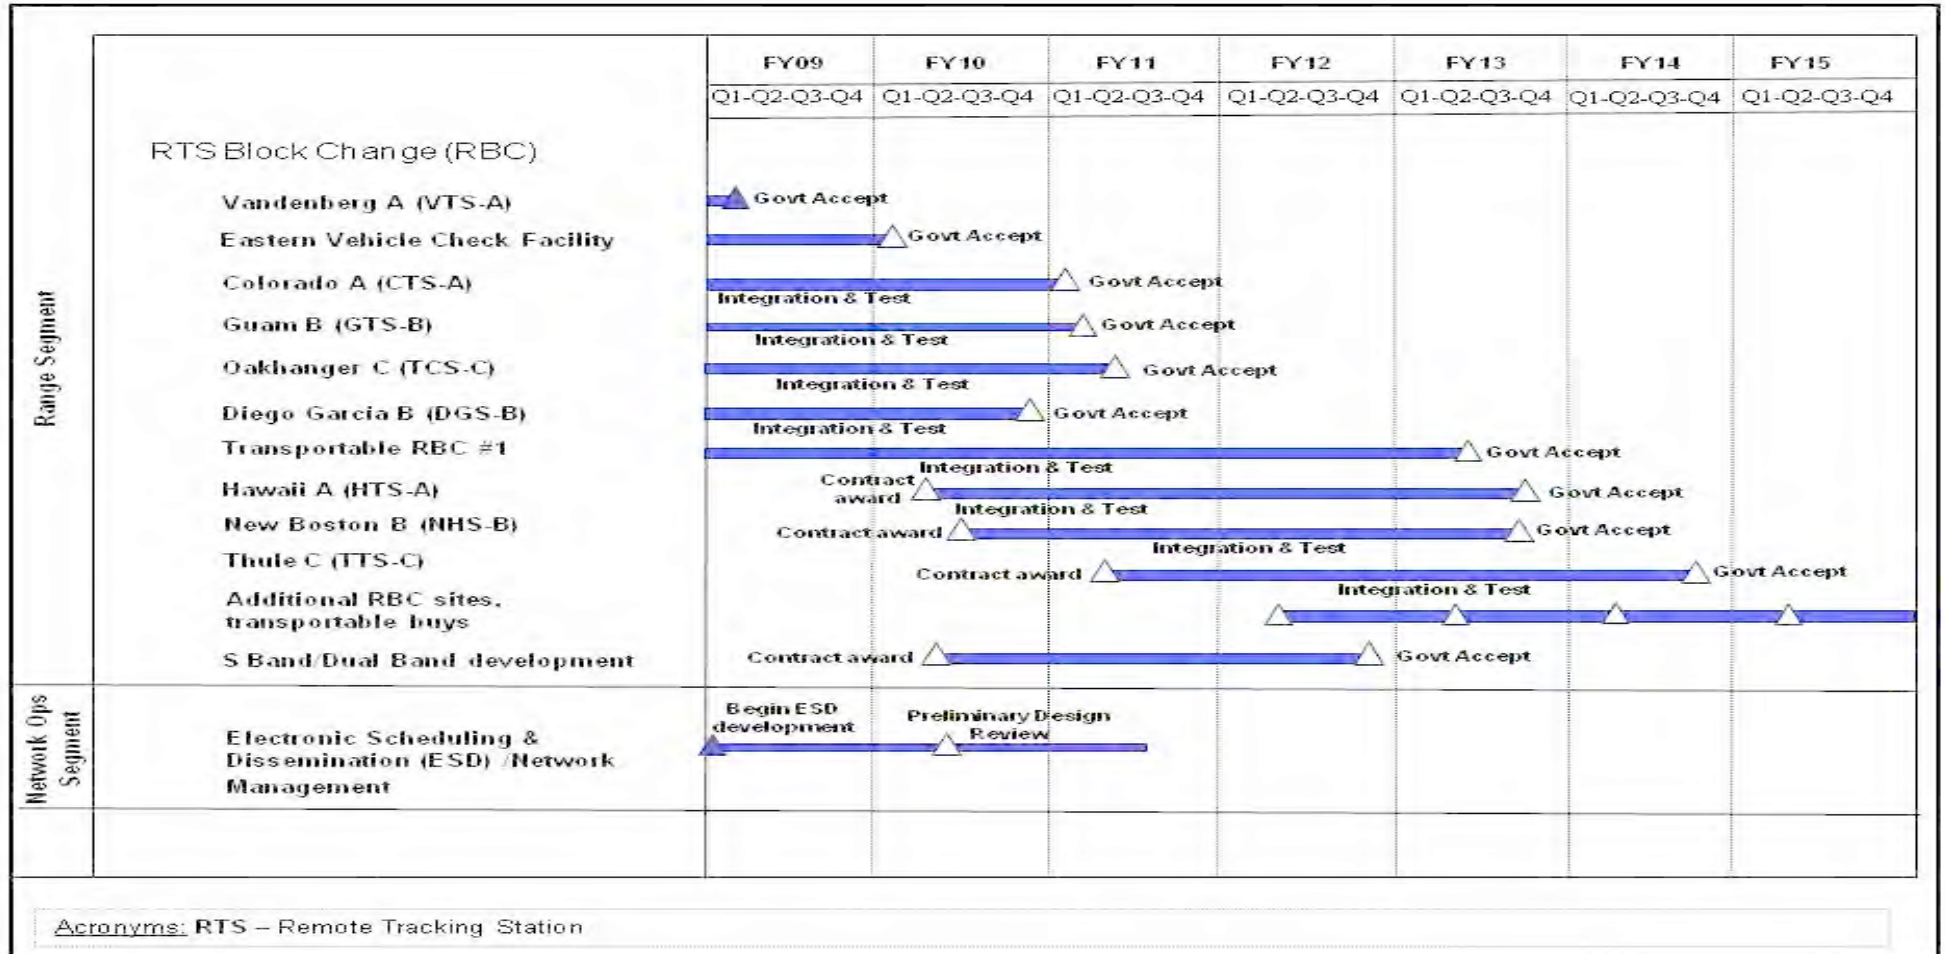 FY09 FY10 FY11 FY12 FY13 FY14 FY15
Q1-Q2-Q3-Q4 Q1-Q2-Q3-Q4 Q1-Q2-Q3-Q4 Q1-Q2-Q3-Q4 Q1-Q2-Q3-Q4 Q1-Q2-Q3-Q4 Q1-Q2-Q3-Q4
Range Segment
RTS Block Change (RBC)
Vandenberg A (VTS-A) Govt Accept
Eastern Vehicle Check Facility Govt Accept
Colorado A (CTS-A) Govt Accept
Integration & Test
Guam B (GTS-B) Govt Accept
Integration & Test
Oakhanger C (TCS-C) Govt Accept
Integration & Test
Diego Garcia B (DGS-B) Govt Accept
Integration & Test
Transportable RBC #1 Govt Accept
Integration & Test
Hawaii A (HTS-A) Contract award Govt Accept
Integration & Test
New Boston B (NHS-B) Contract award Govt Accept
Integration & Test
Thule C (TTS-C) Contract award Govt Accept
Integration & Test
Additional RBC sites,
transportable buys
S Band/Dual Band development Contract award Govt Accept
Network Ops
Segment
Begin ESD
development
Preliminary Design
Review
Electronic Scheduling &
Dissemination (ESD) /Network
Management
Acronyms: RTS – Remote Tracking Station